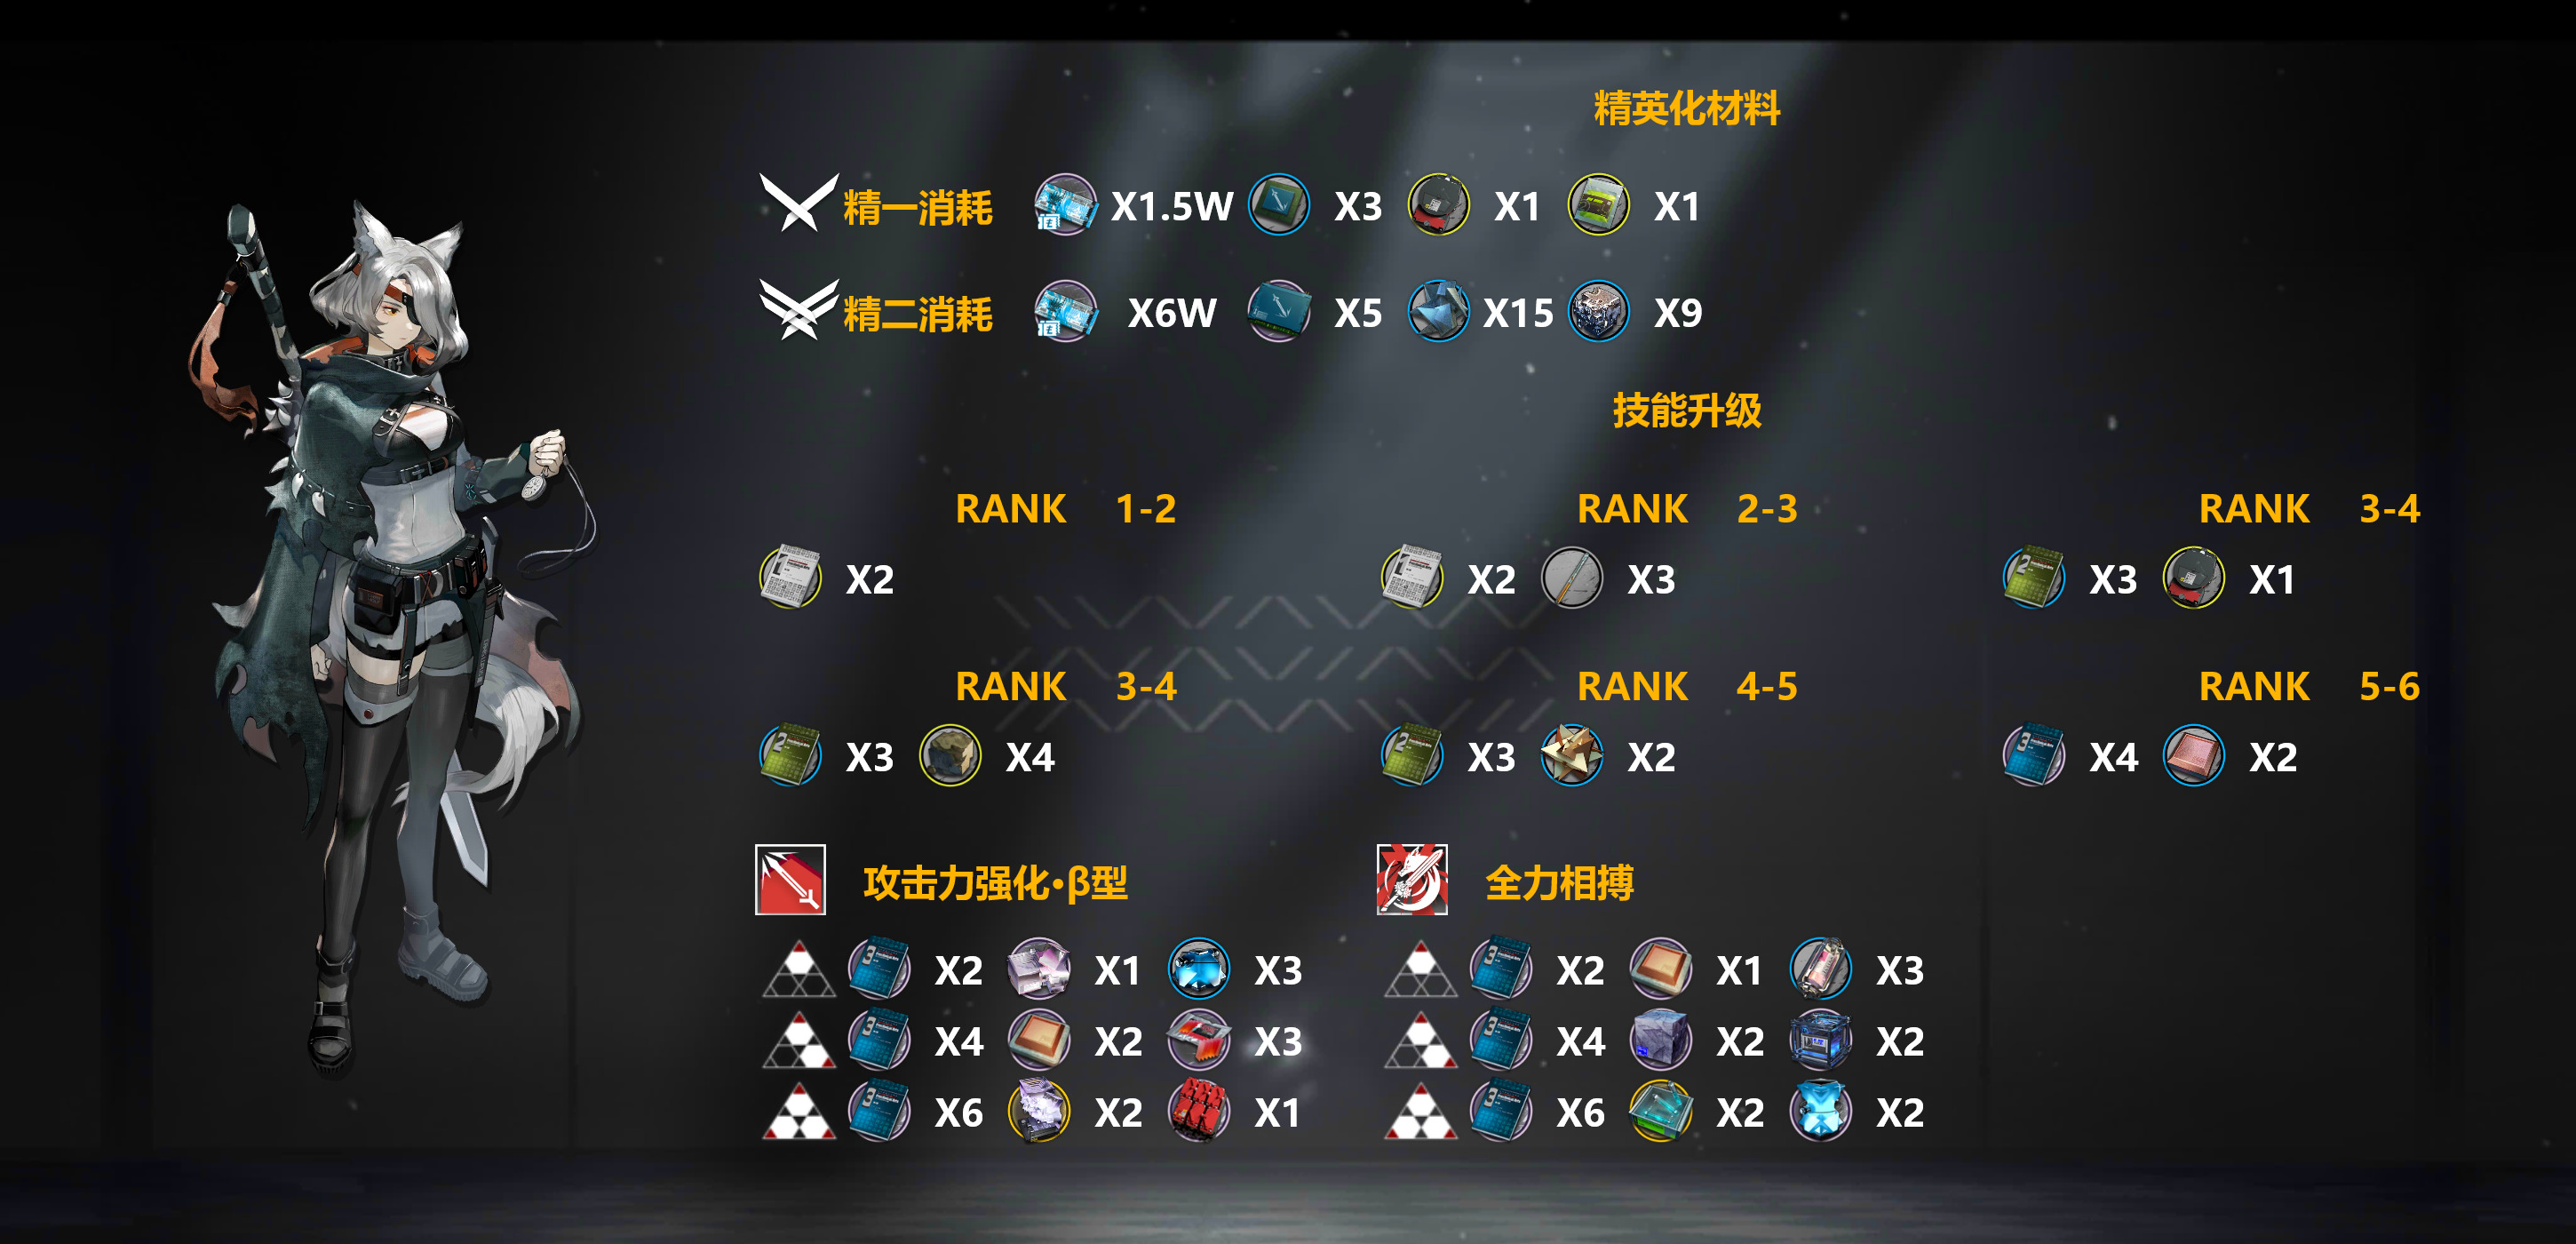 精英化材料
精一消耗 X1.5W X3 X1 X1
精二消耗 X6W X5 X15 X9
技能升级
RANK 1-2 RANK 2-3 RANK 3-4
X2 X2 X3 X3 X1
RANK 3-4 RANK 4-5 RANK 5-6
X3 X4 X3 X2 X4 X2
攻击力强化·β型 全力相搏
X2 X1 X3 X2 X1 X3
X4 X2 X3 X4 X2 X2
X6 X2 X1 X6 X2 X2